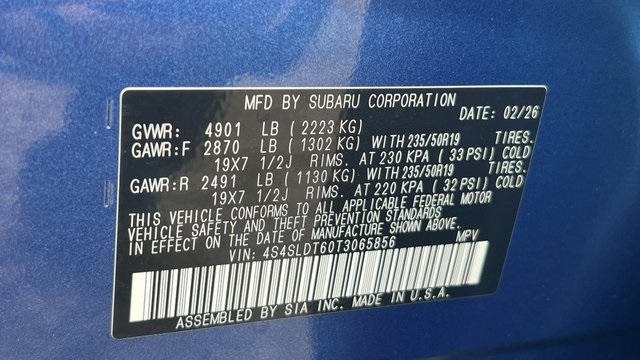 MFD BY SUBARU CORPORATION
DATE: 02/26
GVWR: 4901 LB (2223 KG)
GAWR:F 2870 LB (1302 KG) WITH 235/50R19 TIRES.
19X7 1/2J RIMS. AT 230 KPA (33 PSI) COLD
GAWR:R 2491 LB (1130 KG) WITH 235/50R19 TIRES.
19X7 1/2J RIMS. AT 220 KPA (32 PSI) COLD
THIS VEHICLE CONFORMS TO ALL APPLICABLE FEDERAL MOTOR
VEHICLE SAFETY AND THEFT PREVENTION STANDARDS
IN EFFECT ON THE DATE OF MANUFACTURE SHOWN ABOVE.
VIN: 4S4SLDT60T3065856 MPV
ASSEMBLED BY SIA INC. MADE IN U.S.A.